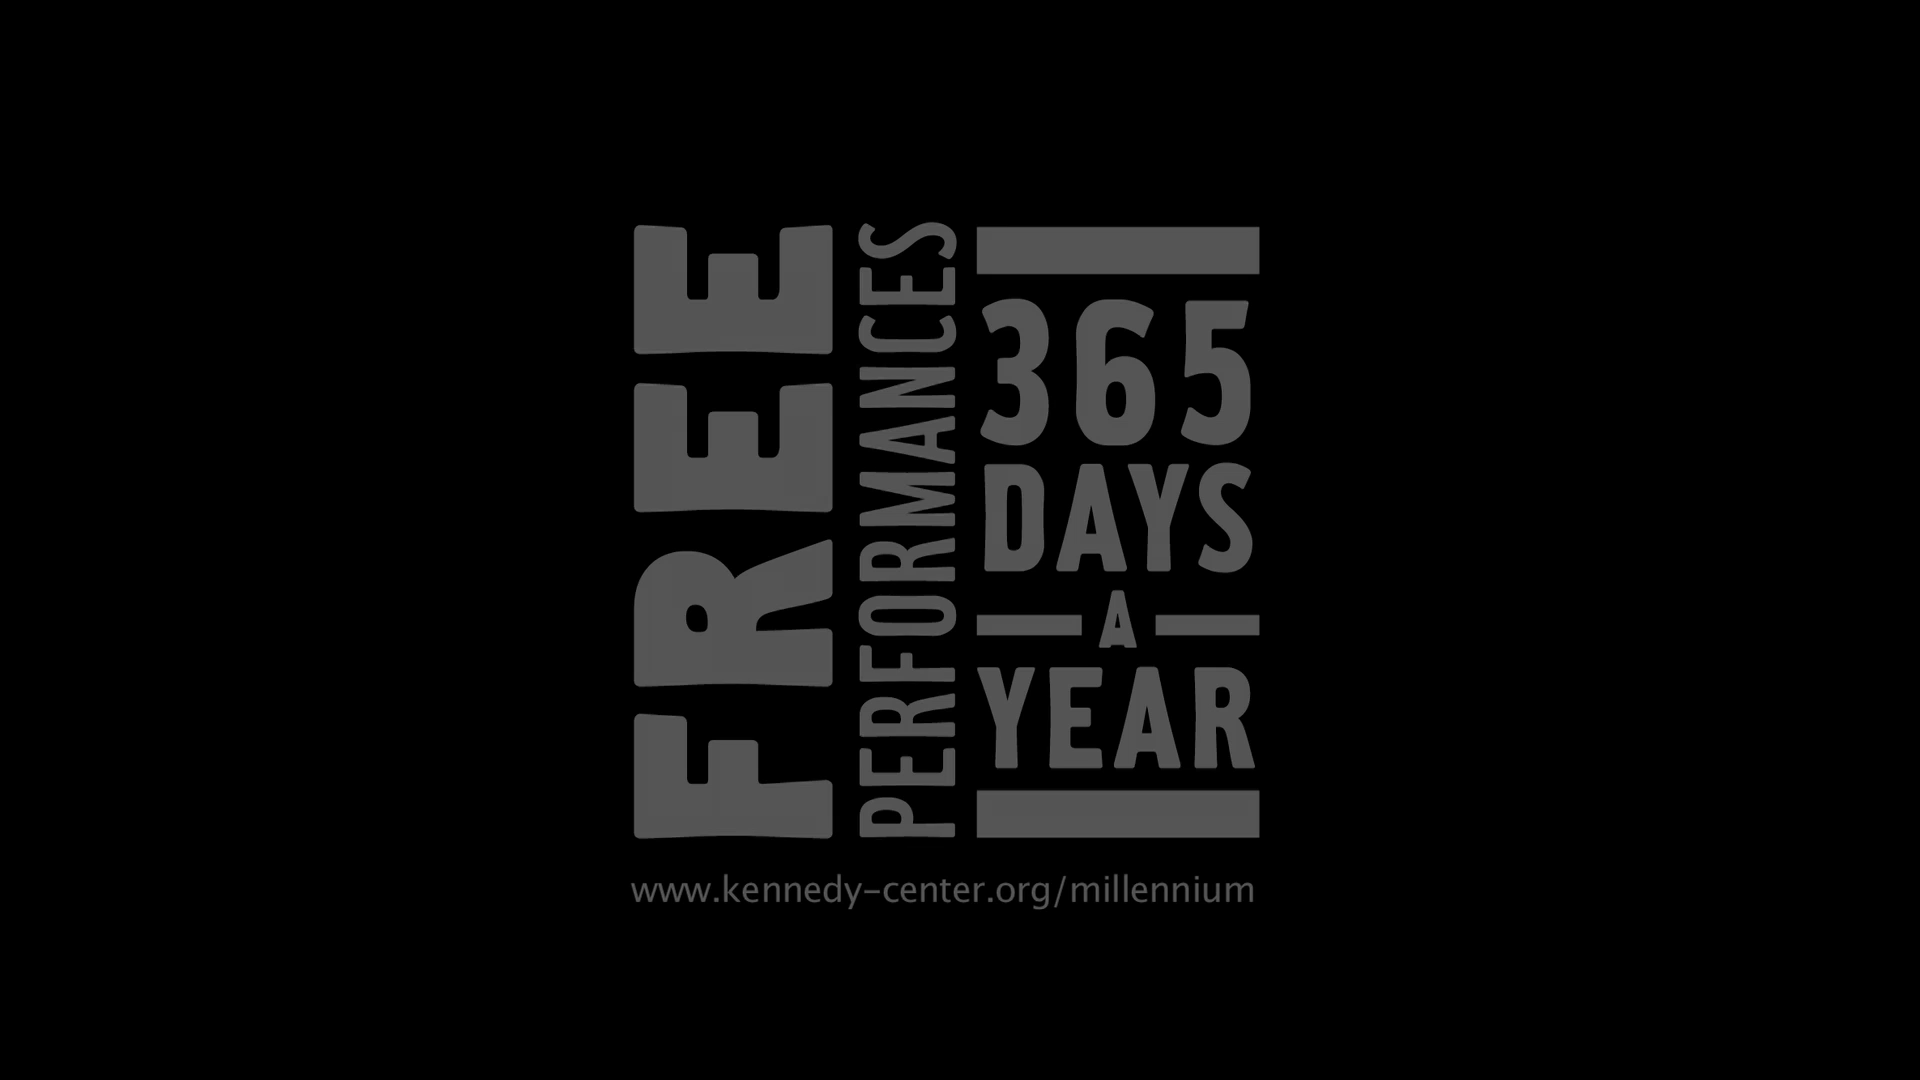 FREE
PERFORMANCES
365
DAYS
A
YEAR
www.kennedy-center.org/millennium